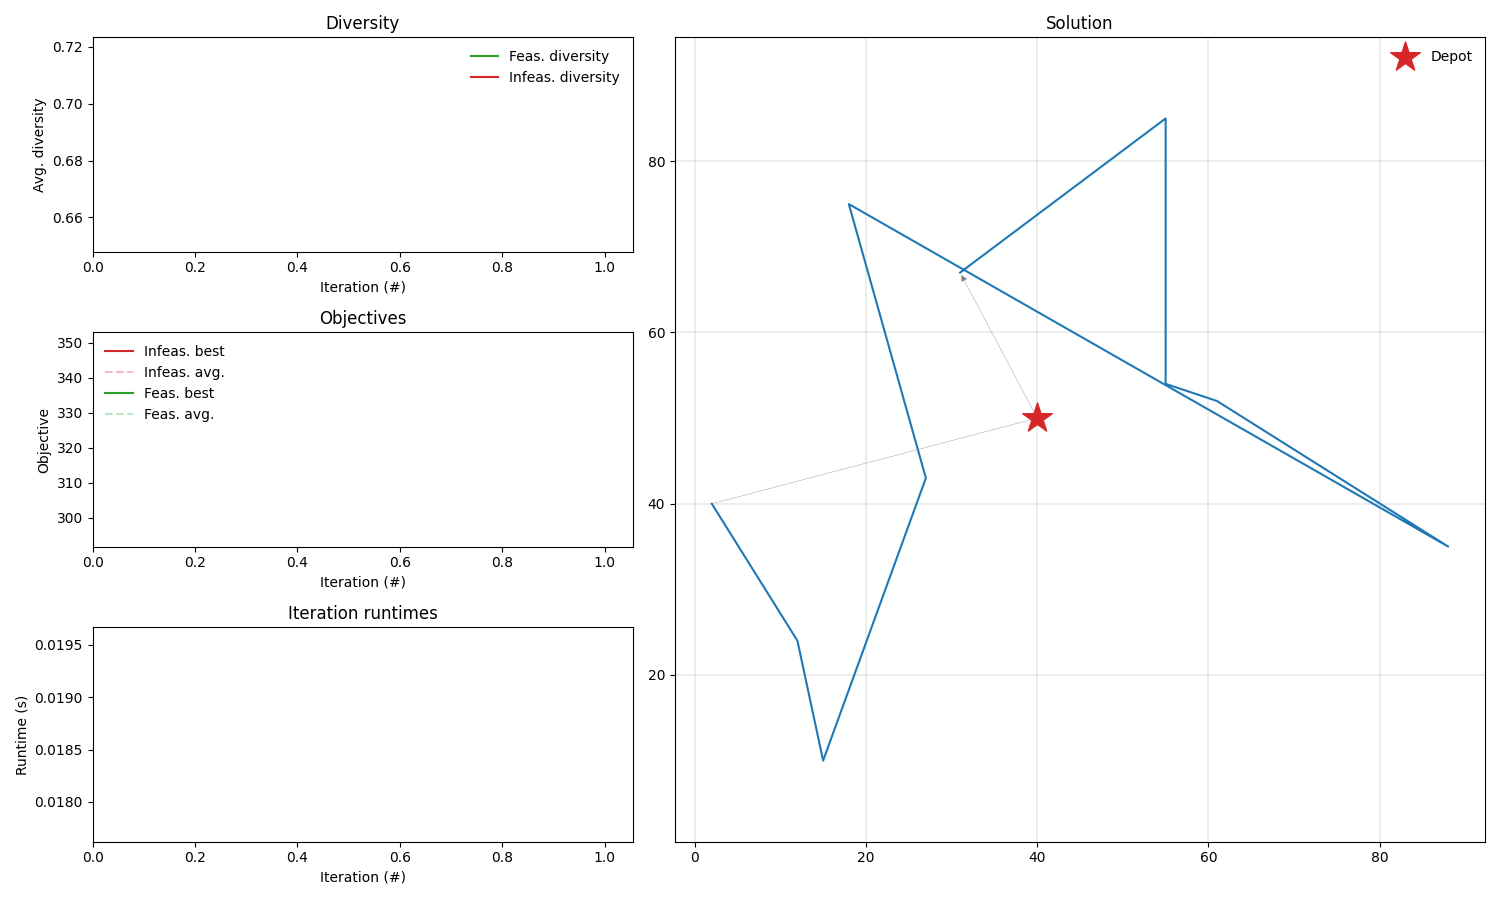 Diversity
0.72
0.70
0.68
0.66
Avg. diversity
Feas. diversity
Infeas. diversity
0.0 0.2 0.4 0.6 0.8 1.0
Iteration (#)
Objectives
350
340
330
320
310
300
Objective
Infeas. best
Infeas. avg.
Feas. best
Feas. avg.
0.0 0.2 0.4 0.6 0.8 1.0
Iteration (#)
Iteration runtimes
0.0195
0.0190
0.0185
0.0180
Runtime (s)
0.0 0.2 0.4 0.6 0.8 1.0
Iteration (#)
Solution
Depot
80
60
40
20
0 20 40 60 80